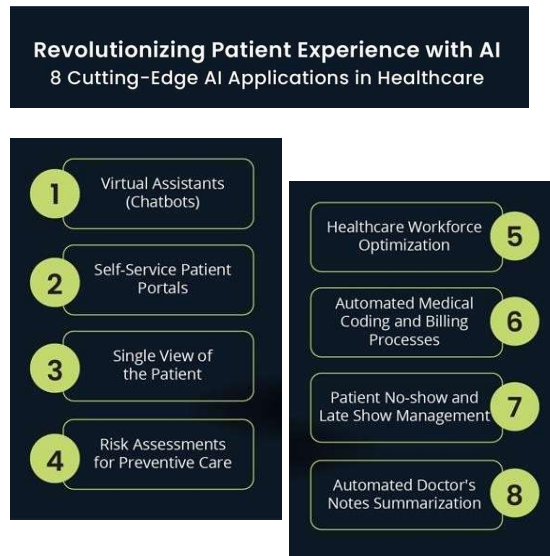 Revolutionizing Patient Experience with AI
8 Cutting-Edge AI Applications in Healthcare
1
Virtual Assistants
(Chatbots)
2
Self-Service Patient
Portals
3
Single View of
the Patient
4
Risk Assessments
for Preventive Care
Healthcare Workforce
Optimization
5
Automated Medical
Coding and Billing
Processes
6
Patient No-show and
Late Show Management
7
Automated Doctor's
Notes Summarization
8